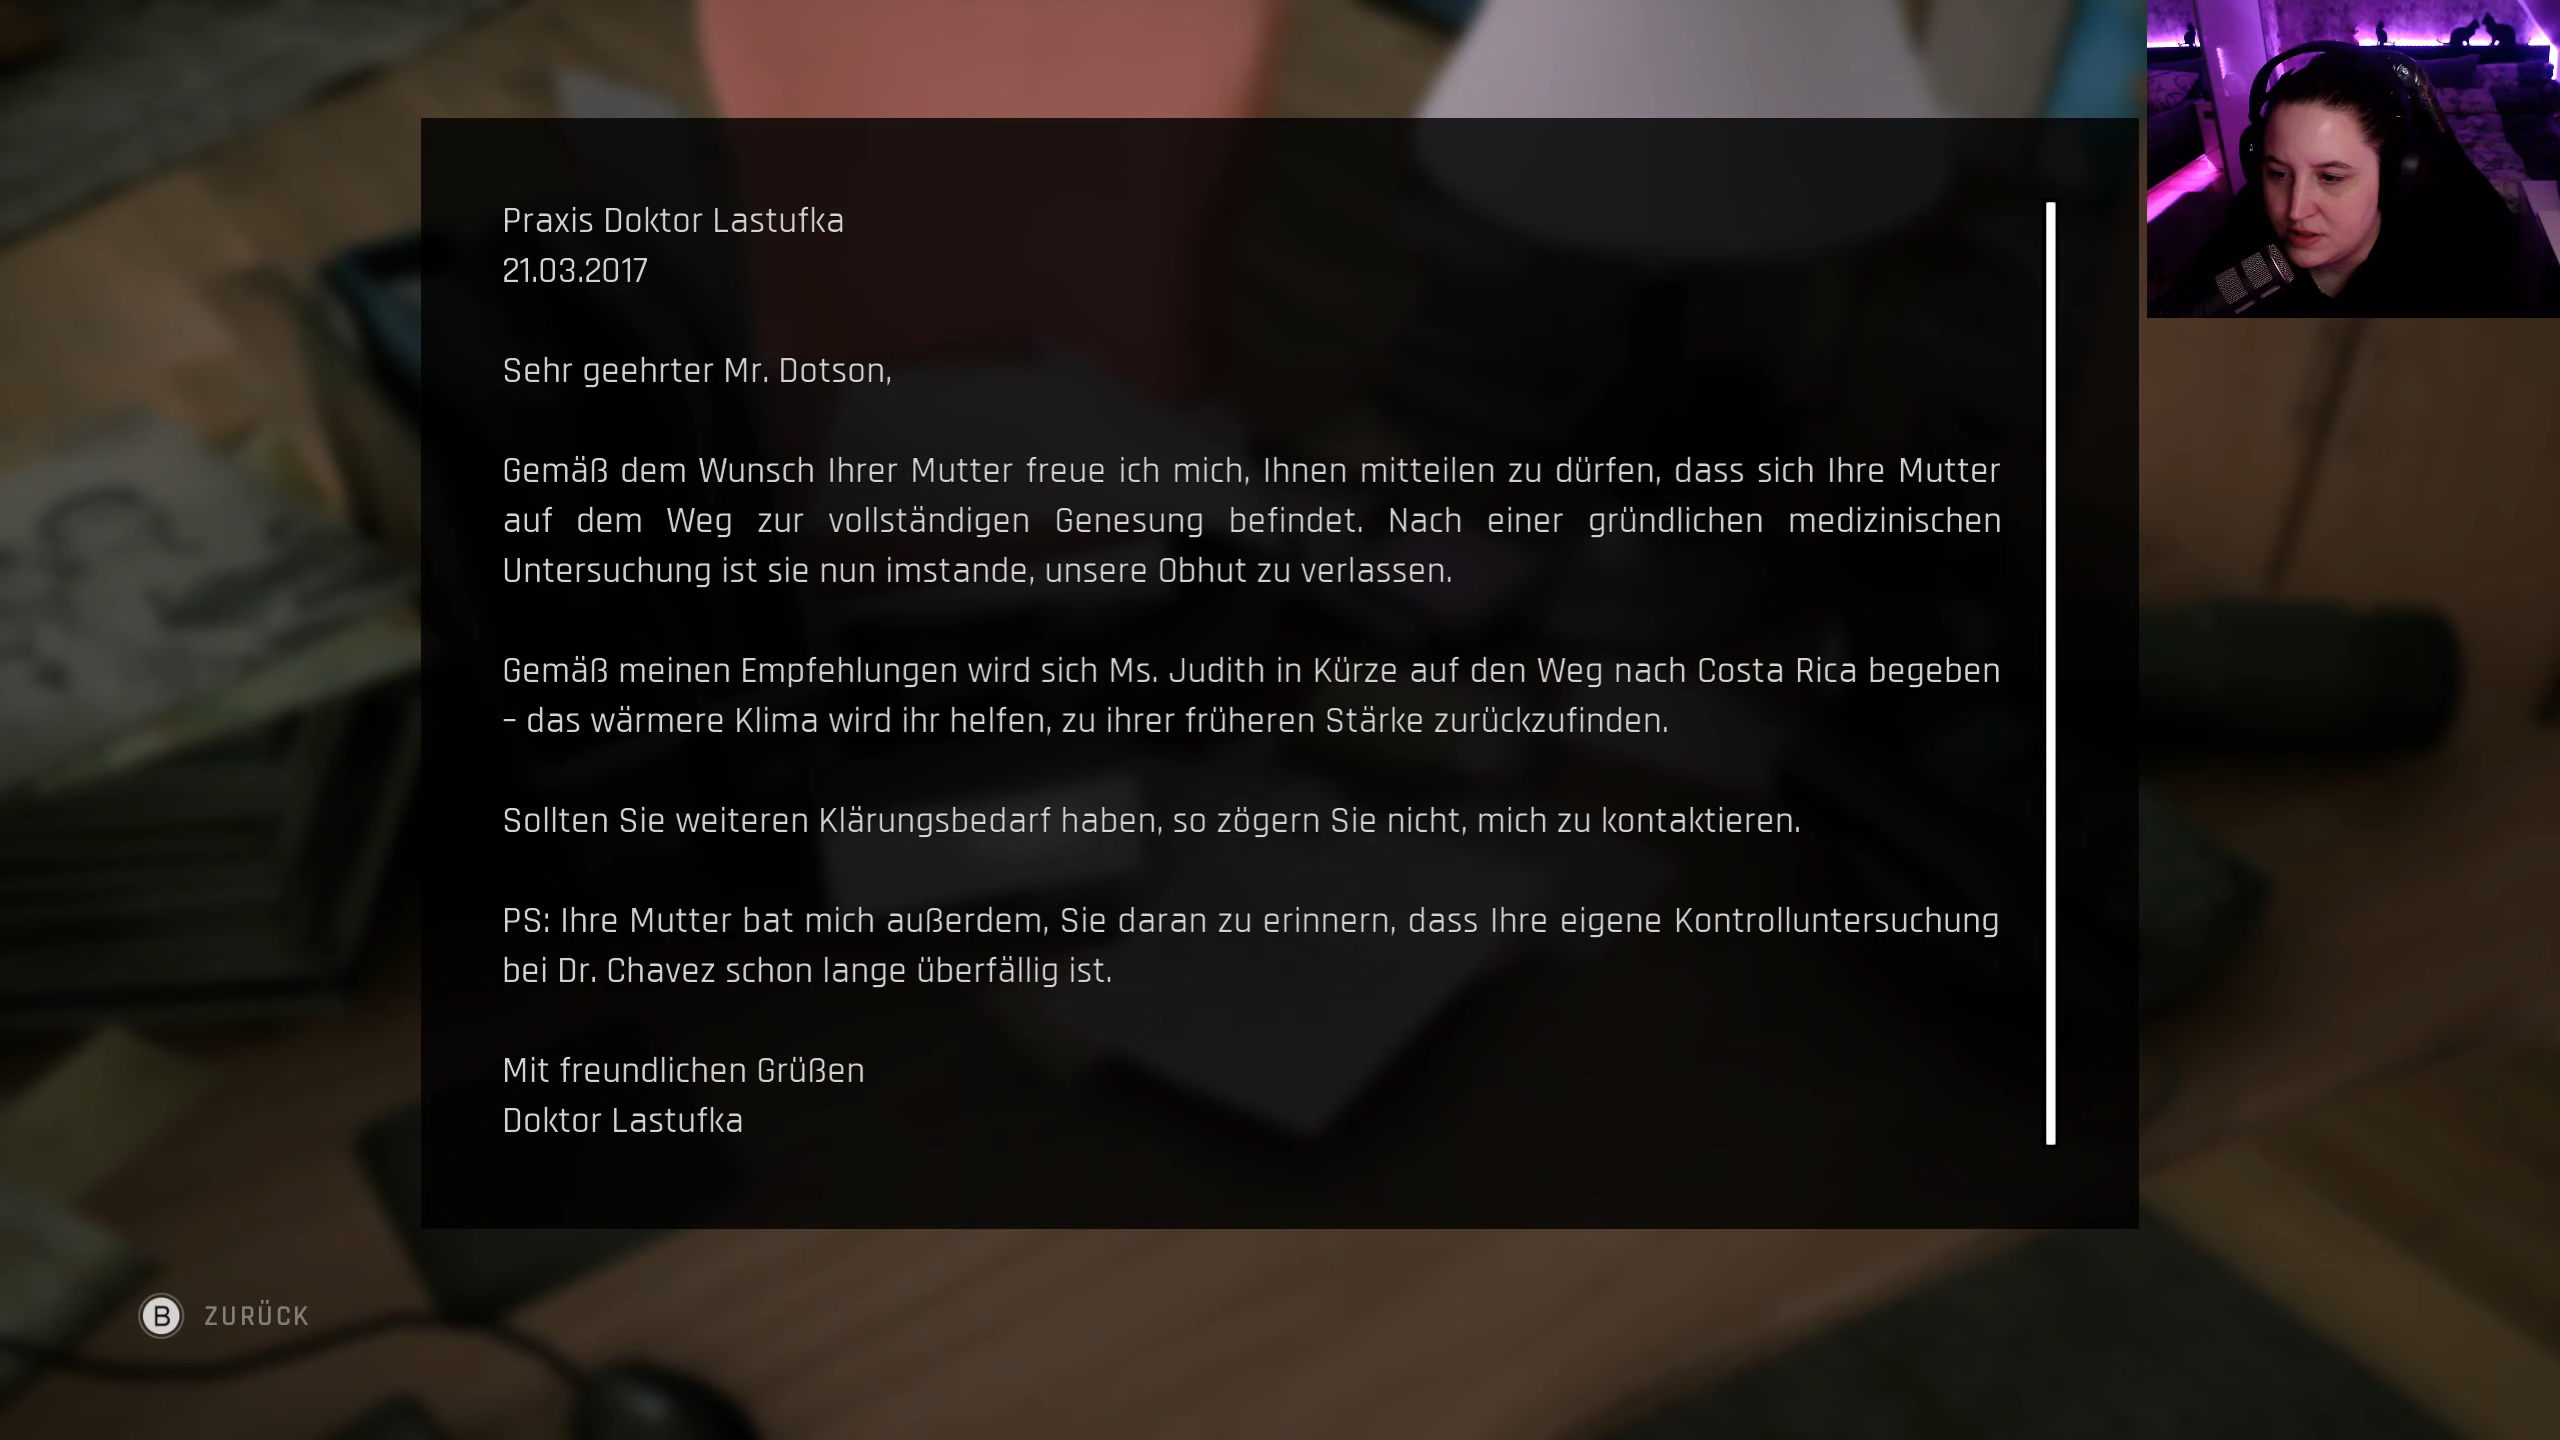 Praxis Doktor Lastufka
21.03.2017
Sehr geehrter Mr. Dotson,
Gemäß dem Wunsch Ihrer Mutter freue ich mich, Ihnen mitteilen zu dürfen, dass sich Ihre Mutter
auf dem Weg zur vollständigen Genesung befindet. Nach einer gründlichen medizinischen
Untersuchung ist sie nun imstande, unsere Obhut zu verlassen.
Gemäß meinen Empfehlungen wird sich Ms. Judith in Kürze auf den Weg nach Costa Rica begeben
– das wärmere Klima wird ihr helfen, zu ihrer früheren Stärke zurückzufinden.
Sollten Sie weiteren Klärungsbedarf haben, so zögern Sie nicht, mich zu kontaktieren.
PS: Ihre Mutter bat mich außerdem, Sie daran zu erinnern, dass Ihre eigene Kontrolluntersuchung
bei Dr. Chavez schon lange überfällig ist.
Mit freundlichen Grüßen
Doktor Lastufka
B ZURÜCK